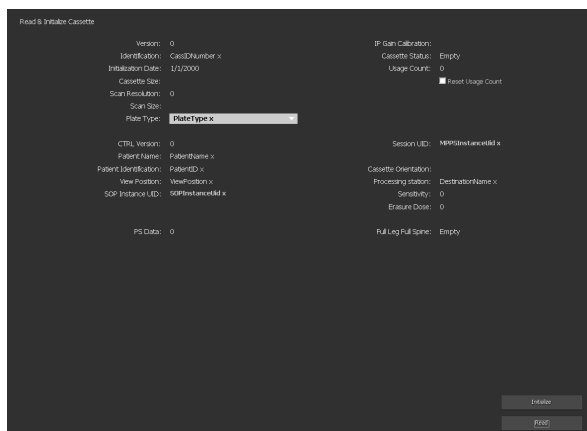 Read & Initialize Cassette
Version: 0 IP Gain Calibration:
Identification: CassIDNumber x Cassette Status: Empty
Initialization Date: 1/1/2000 Usage Count: 0
Cassette Size: Reset Usage Count
Scan Resolution: 0
Scan Size:
Plate Type: PlateType x
CTRL Version: 0 Session UID: MPPSInstanceUid x
Patient Name: PatientName x
Patient Identification: PatientID x Cassette Orientation:
View Position: ViewPosition x Processing station: DestinationName x
SOP Instance UID: SOPInstanceUid x Sensitivity: 0
Erasure Dose: 0
PS Data: 0 Full Leg Full Spine: Empty
Initialize
Read